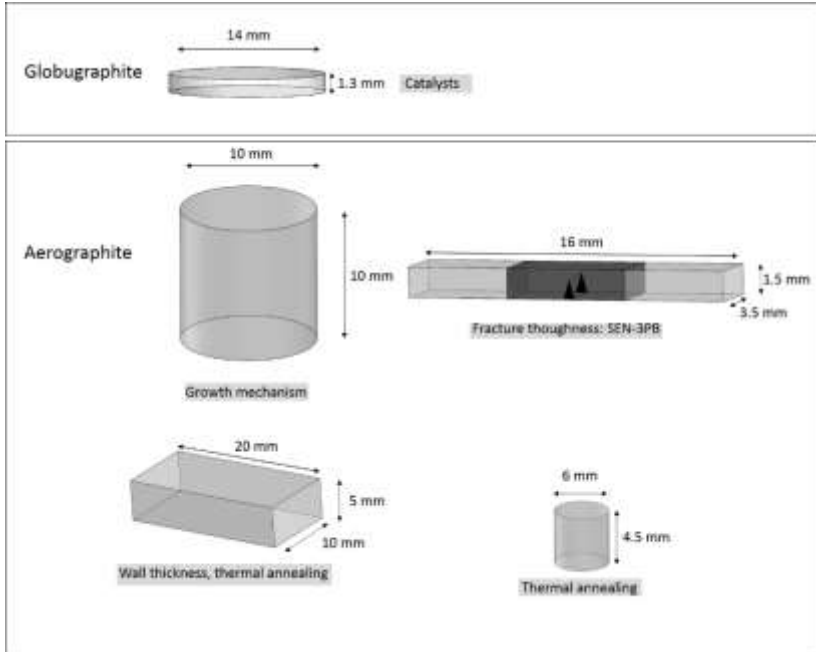 14 mm
Globugraphite
1.3 mm
Catalysts
10 mm
Aerographite
16 mm
10 mm
1.5 mm
3.5 mm
Fracture thoughness: SEN-3PB
Growth mechanism
20 mm
6 mm
5 mm
4.5 mm
10 mm
Wall thickness, thermal annealing
Thermal annealing